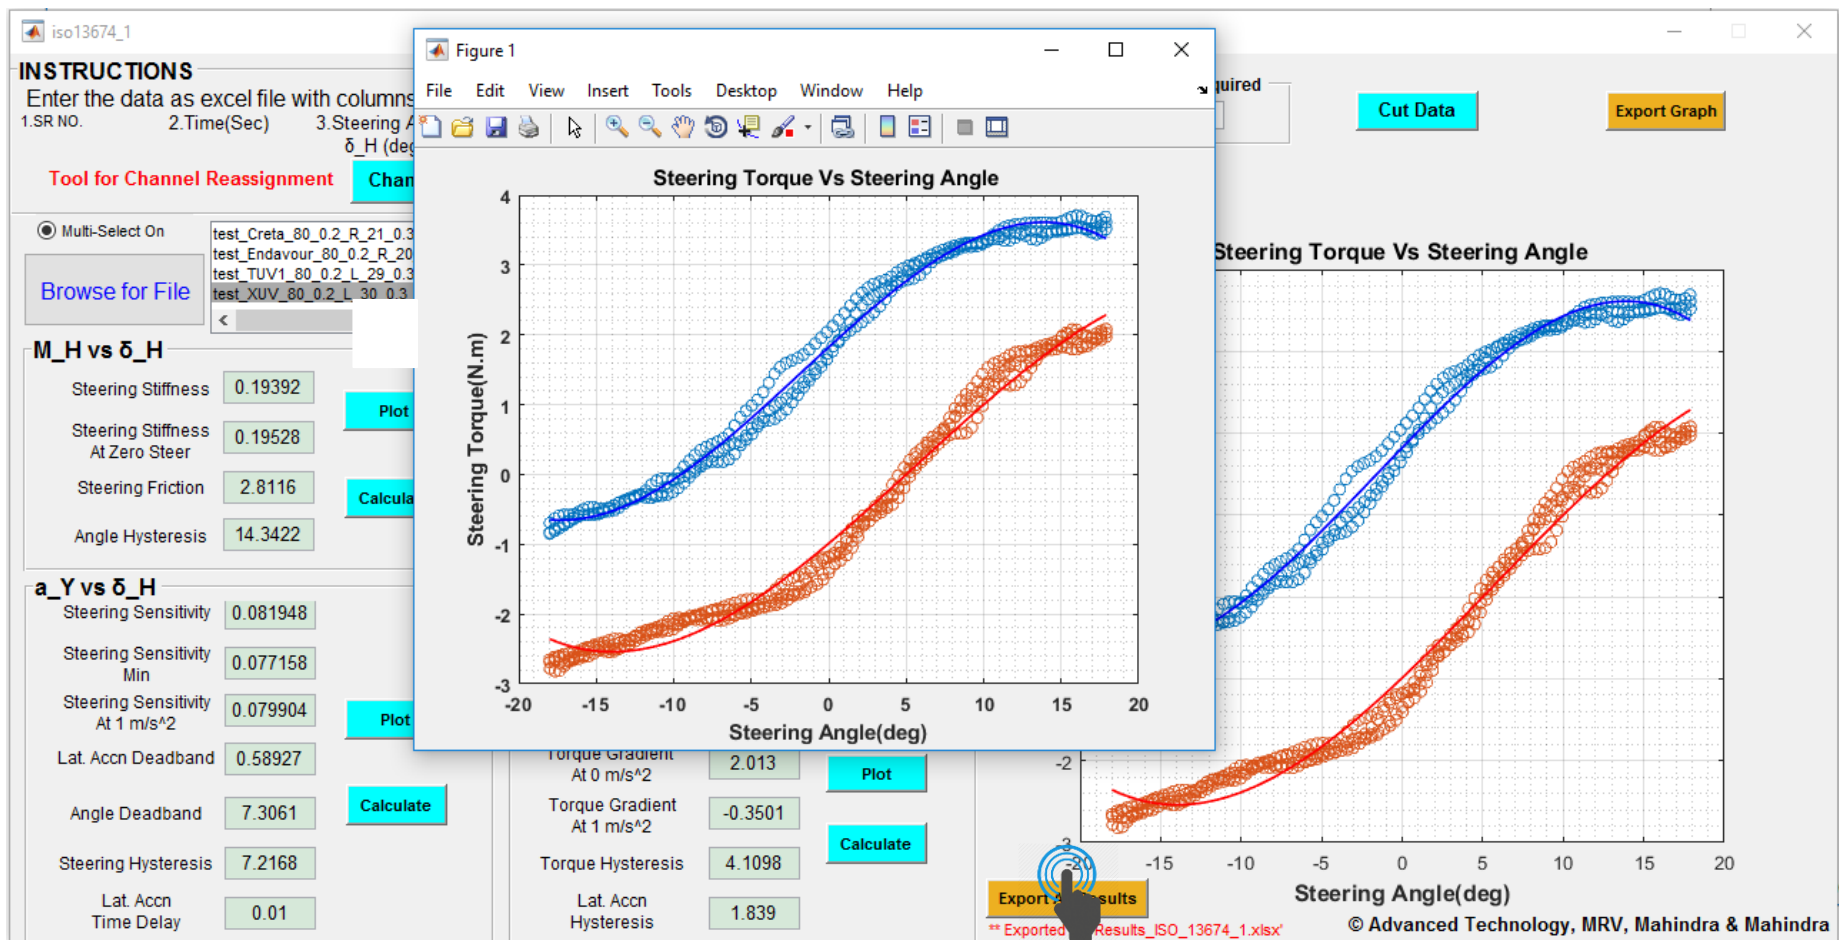 iso13674_1
INSTRUCTIONS
Enter the data as excel file with columns
1.SR NO. 2.Time(Sec) 3.Steering A
δ_H (deg
Tool for Channel Reassignment
Chan
Multi-Select On
Browse for File
test_Creta_80_0.2_R_21_0.3
test_Endavour_80_0.2_R_20
test_TUV1_80_0.2_L_29_0.3
test_XUV_80_0.2_L_30_0.3
M_H vs δ_H
Steering Stiffness 0.19392
Steering Stiffness
At Zero Steer 0.19528
Steering Friction 2.8116
Angle Hysteresis 14.3422
Plot
Calcula
a_Y vs δ_H
Steering Sensitivity 0.081948
Steering Sensitivity
Min 0.077158
Steering Sensitivity
At 1 m/s^2 0.079904
Lat. Accn Deadband 0.58927
Angle Deadband 7.3061
Steering Hysteresis 7.2168
Lat. Accn
Time Delay 0.01
Plot
Calculate
Figure 1
File Edit View Insert Tools Desktop Window Help
Steering Torque Vs Steering Angle
Steering Torque(N.m)
4
3
2
1
0
-1
-2
-3
-20 -15 -10 -5 0 5 10 15 20
Steering Angle(deg)
Torque Gradient
At 0 m/s^2 2.013
Torque Gradient
At 1 m/s^2 -0.3501
Torque Hysteresis 4.1098
Lat. Accn
Hysteresis 1.839
Plot
Calculate
quired
Cut Data
Export Graph
Steering Torque Vs Steering Angle
-2
-3
-20 -15 -10 -5 0 5 10 15 20
Steering Angle(deg)
Export sults
** Exported Results_ISO_13674_1.xlsx'
© Advanced Technology, MRV, Mahindra & Mahindra